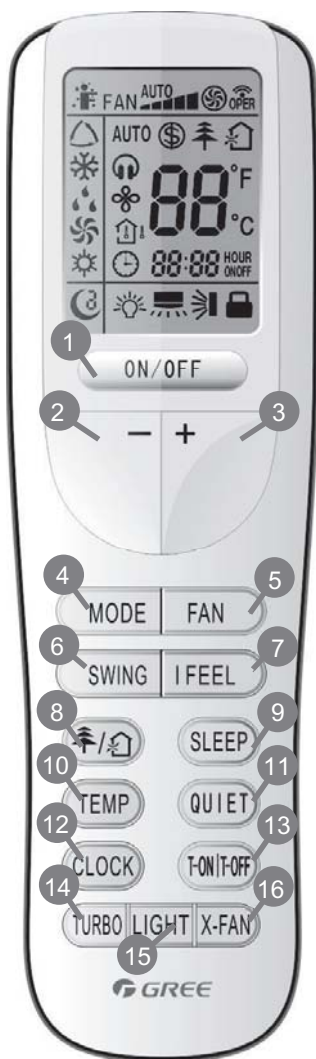 FAN AUTO OPER
AUTO
88 °F
°C
88:88 HOUR
ONOFF
1
ON/OFF
2 3
- +
4 5
MODE FAN
6 7
SWING I FEEL
8 9
/ SLEEP
10 11
TEMP QUIET
12 13
CLOCK T-ON T-OFF
14 16
TURBO LIGHT X-FAN
15
GREE